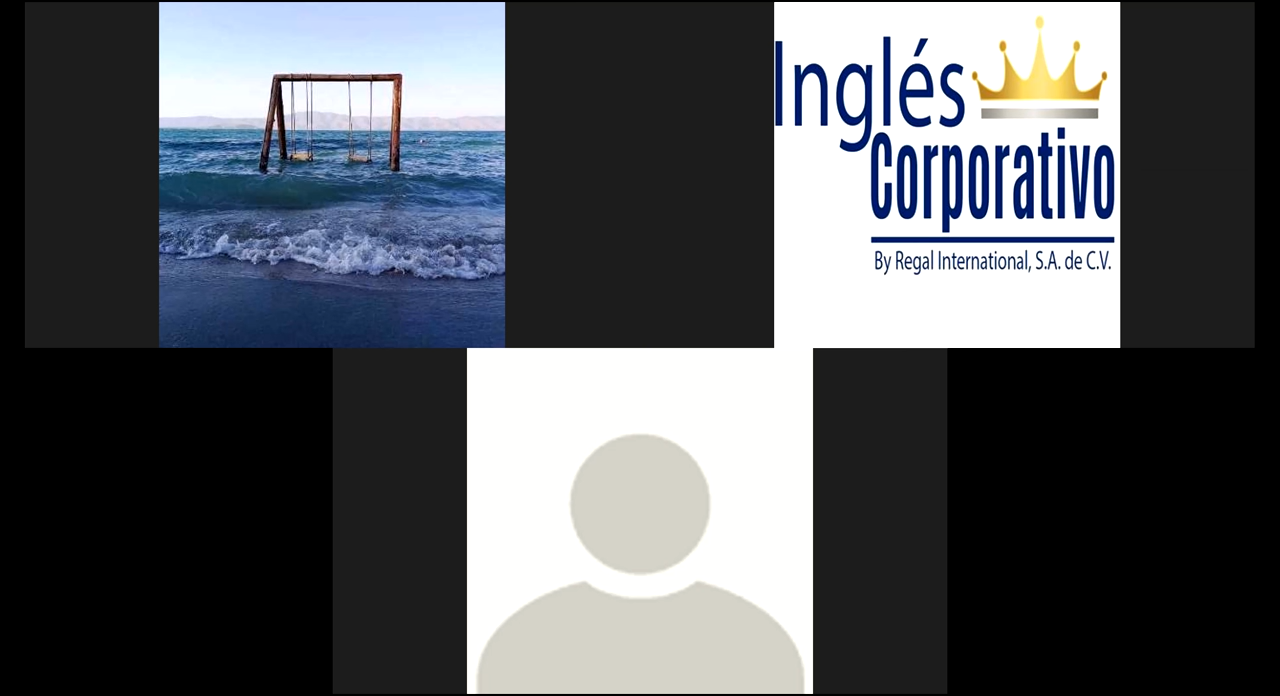 Inglés
Corporativo
By Regal International, S.A. de C.V.